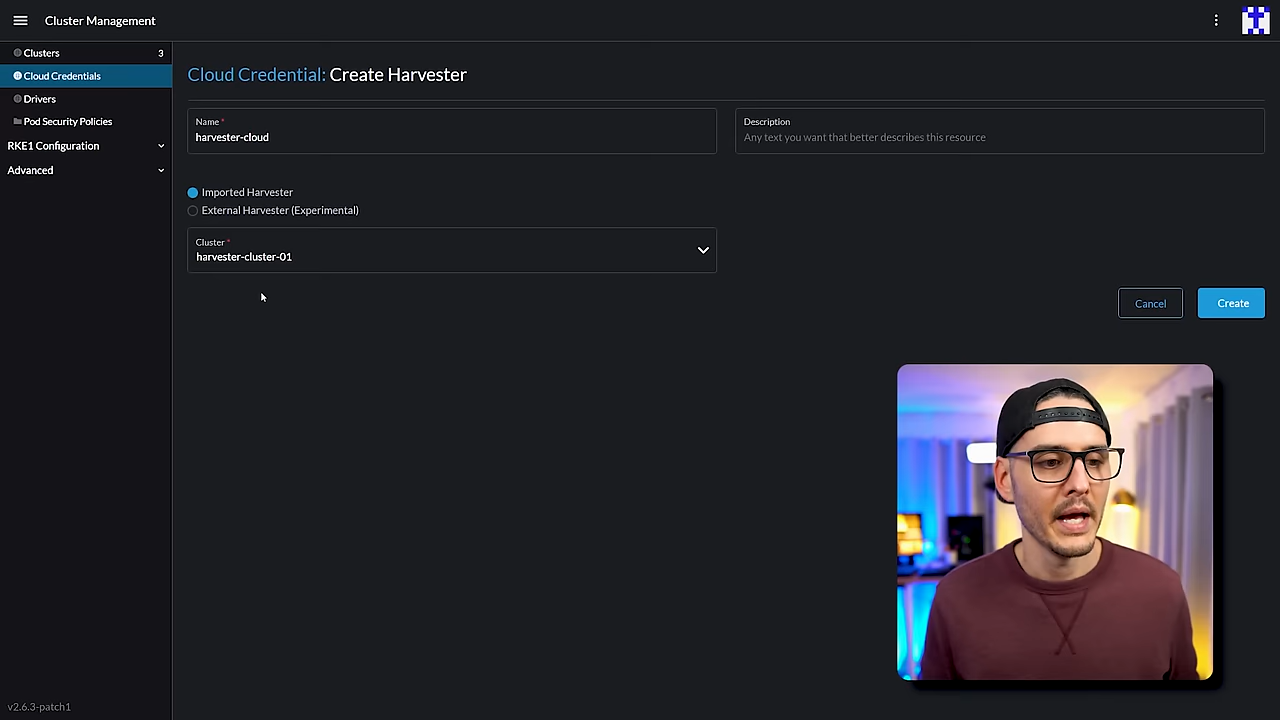 Cluster Management
Clusters 3
Cloud Credentials
Drivers
Pod Security Policies
RKE1 Configuration
Advanced
Cloud Credential: Create Harvester
Name *
harvester-cloud
Description
Any text you want that better describes this resource
Imported Harvester
External Harvester (Experimental)
Cluster *
harvester-cluster-01
Cancel
Create
v2.6.3-patch1